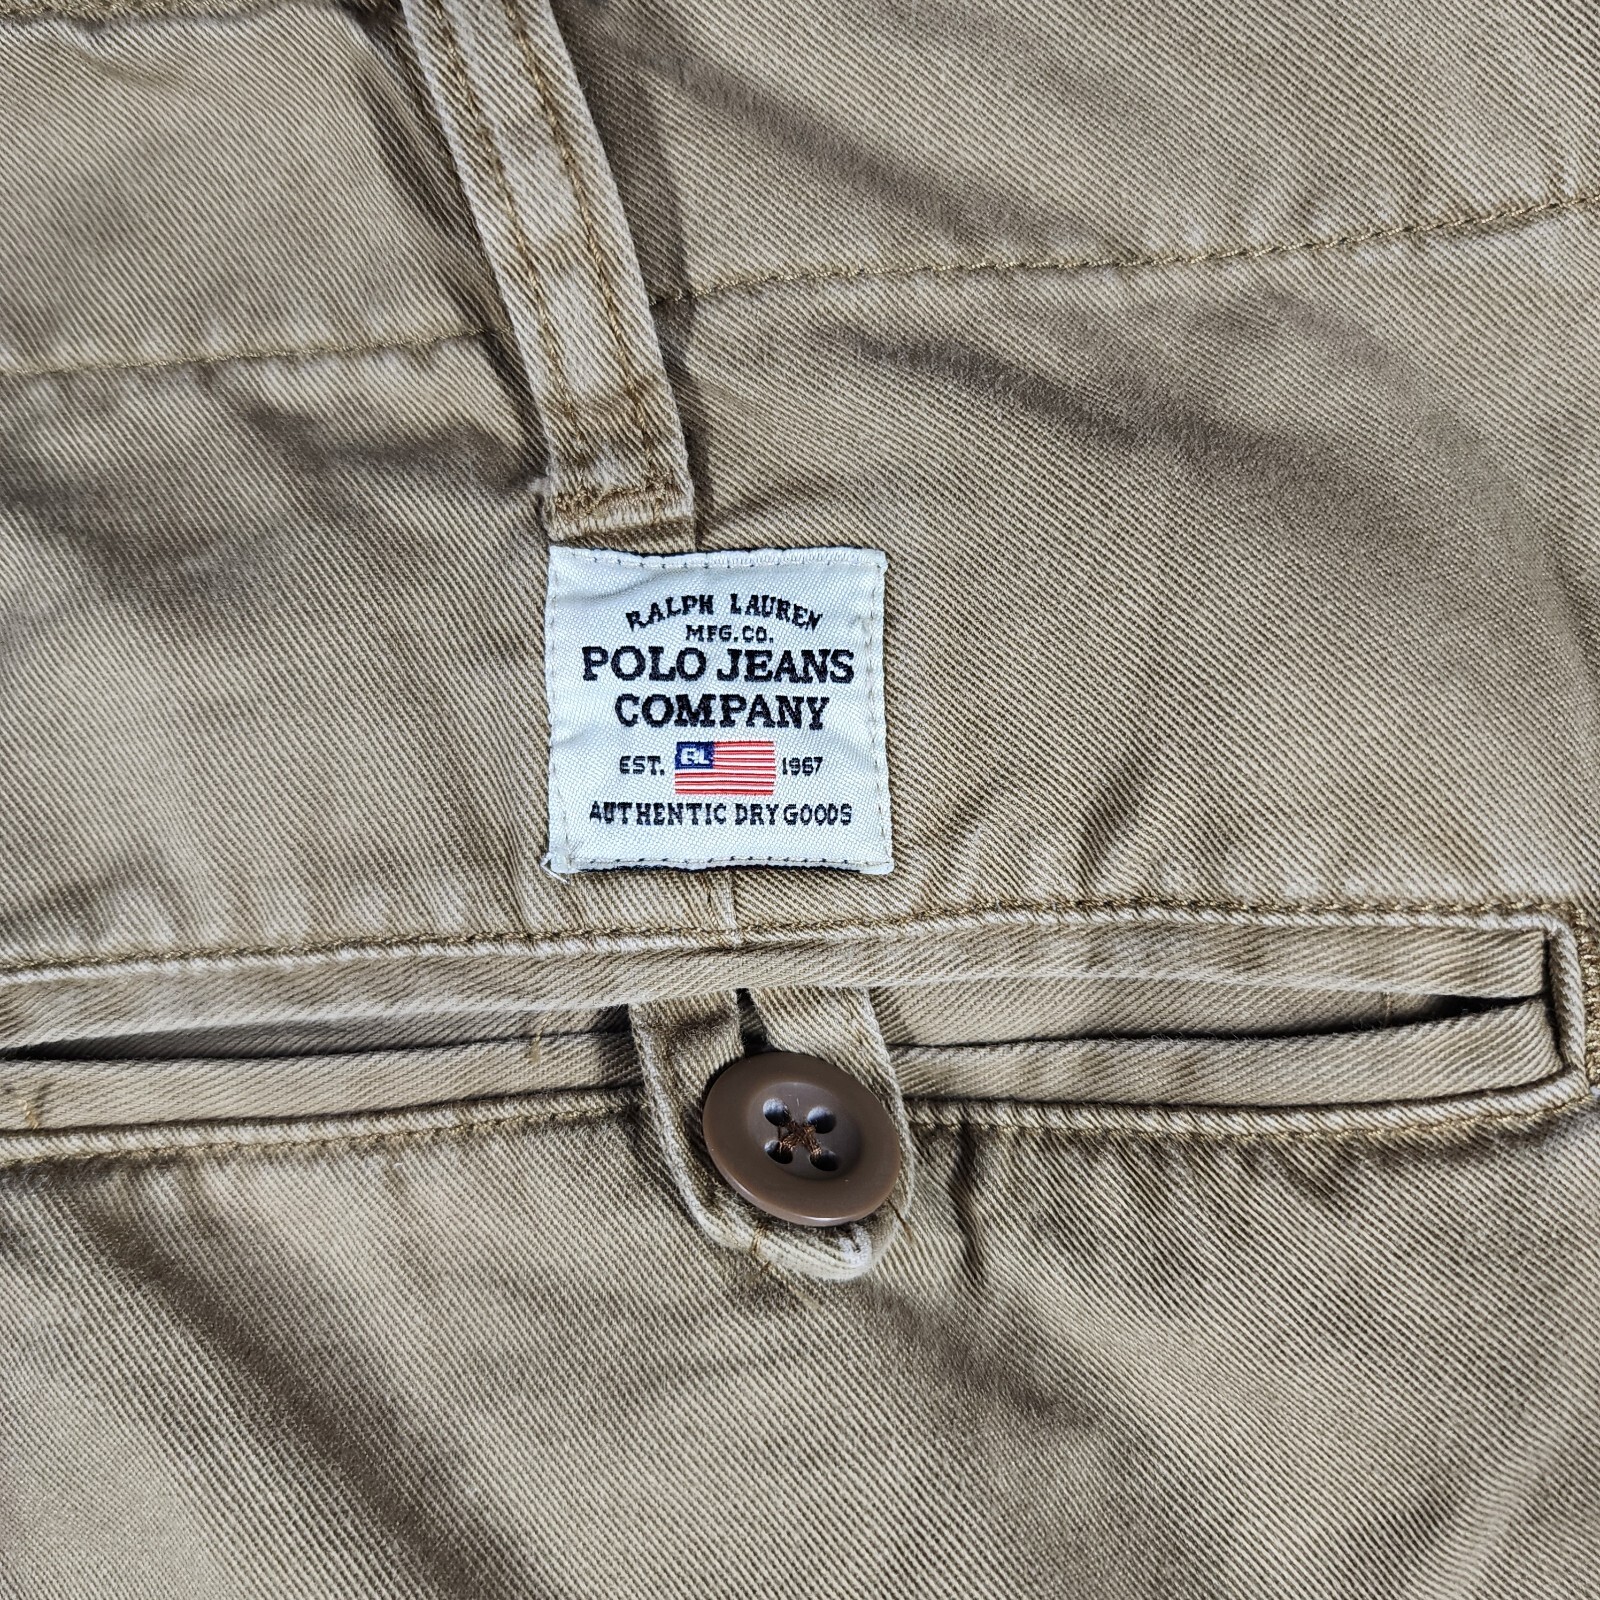 RALPH LAUREN
MFG.CO.
POLO JEANS
COMPANY
EST. RL 1967
AUTHENTIC DRY GOODS